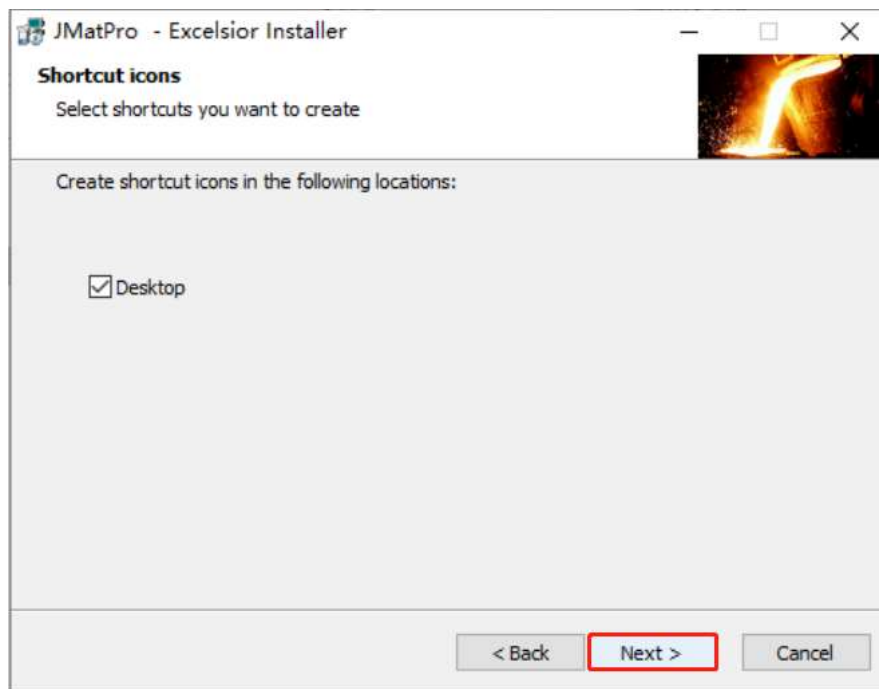 JMatPro - Excelsior Installer
Shortcut icons
Select shortcuts you want to create
Create shortcut icons in the following locations:
Desktop
< Back Next > Cancel